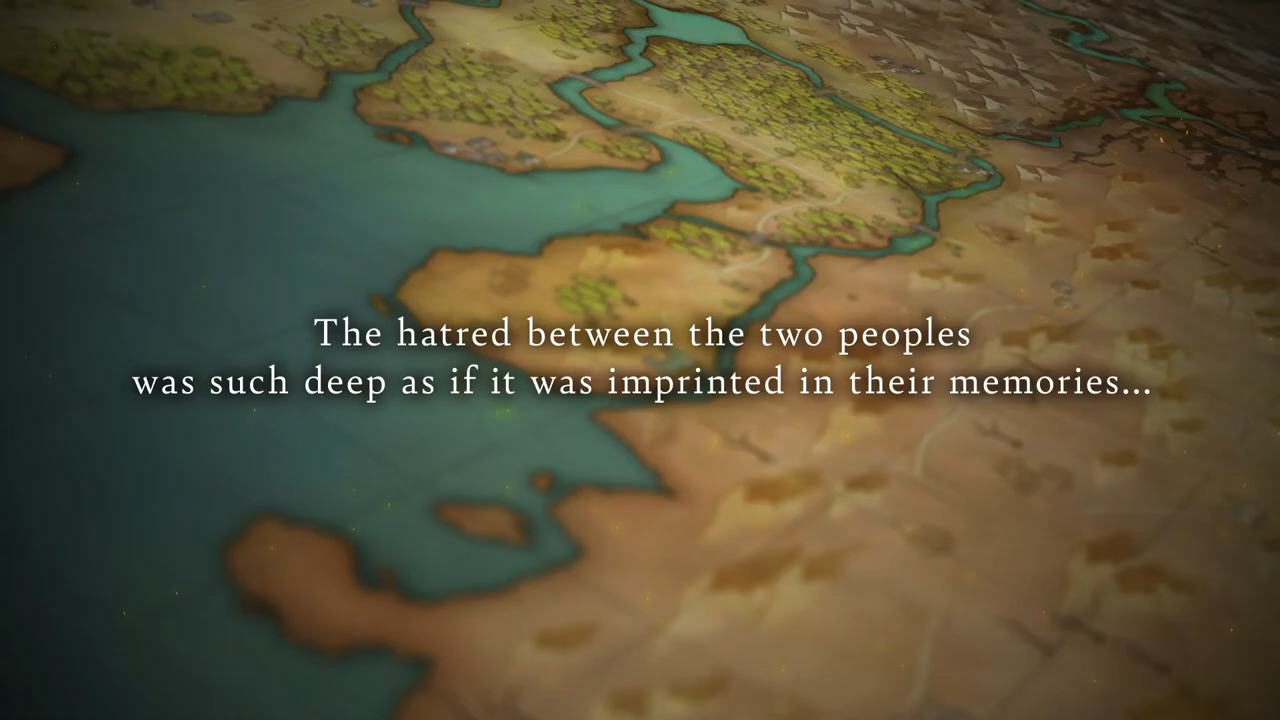 The hatred between the two peoples
was such deep as if it was imprinted in their memories...